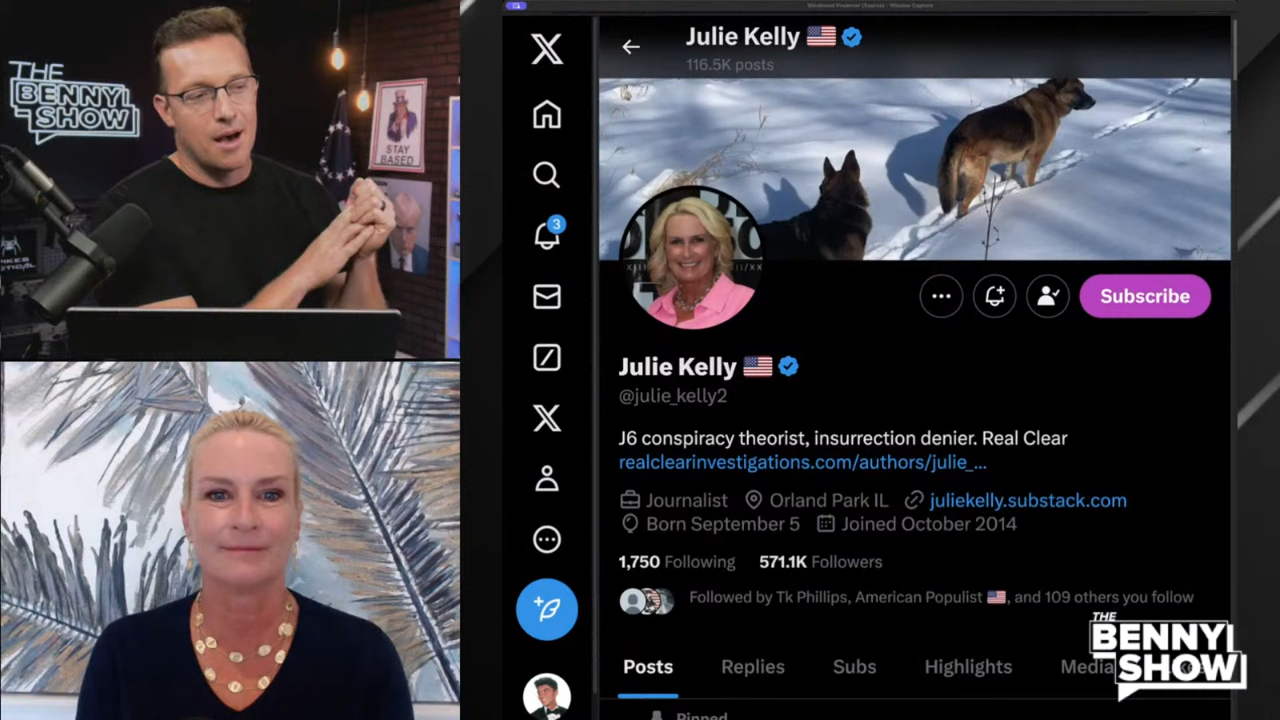 THE
BENNY
SHOW
STAY
BASED
Julie Kelly
116.5K posts
3
Subscribe
Julie Kelly
@julie_kelly2
J6 conspiracy theorist, insurrection denier. Real Clear
realclearinvestigations.com/authors/julie_...
Journalist Orland Park IL juliekelly.substack.com
Born September 5 Joined October 2014
1,750 Following 571.1K Followers
Followed by Tk Phillips, American Populist, and 109 others you follow
Posts Replies Subs Highlights Media
Pinned
THE
BENNY
SHOW